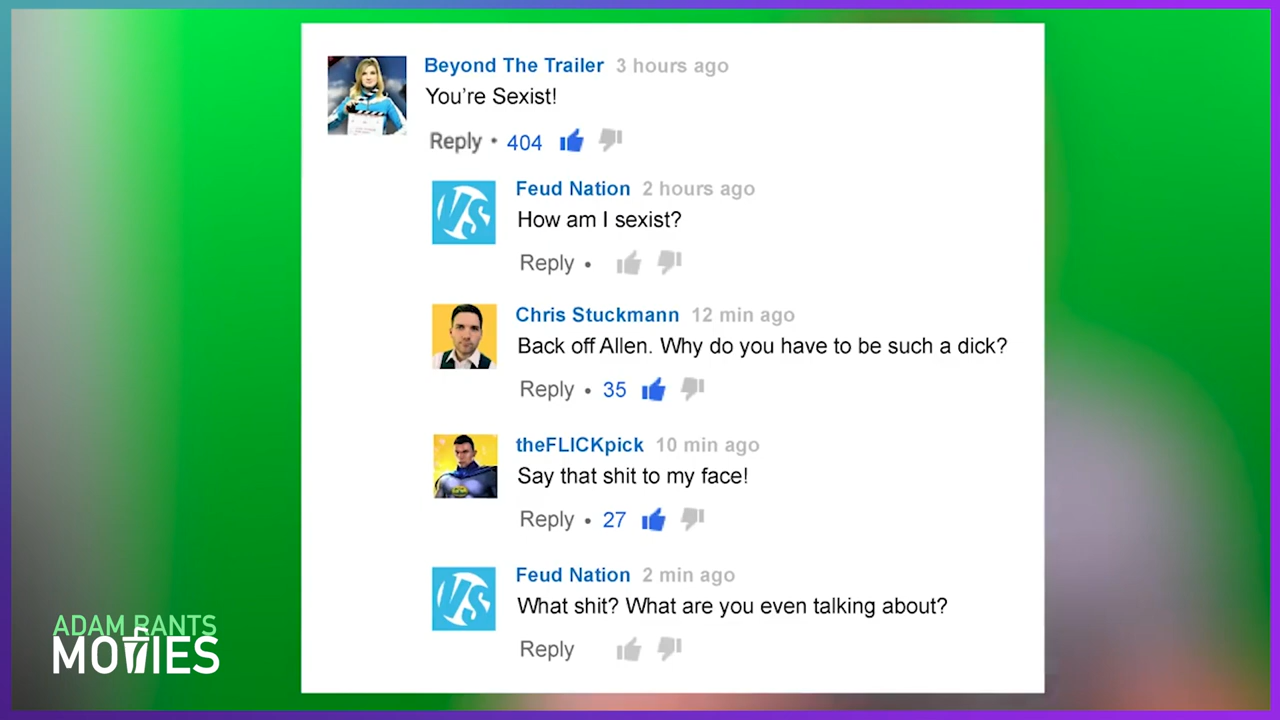 Beyond The Trailer 3 hours ago
You're Sexist!
Reply • 404
VS Feud Nation 2 hours ago
How am I sexist?
Reply •
Chris Stuckmann 12 min ago
Back off Allen. Why do you have to be such a dick?
Reply • 35
theFLICKpick 10 min ago
Say that shit to my face!
Reply • 27
VS Feud Nation 2 min ago
What shit? What are you even talking about?
Reply
ADAM RANTS
MOVIES